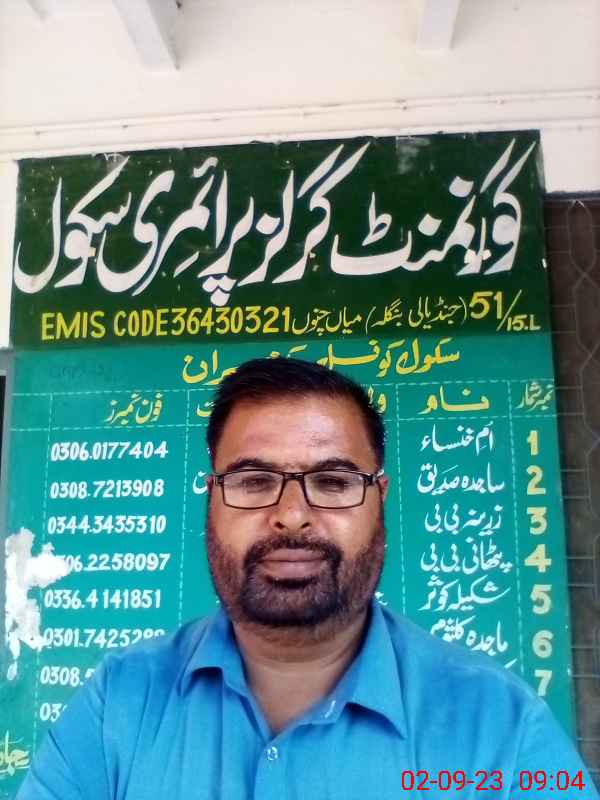 گورنمنٹ گرلز پرائمری سکول
51/15.L (جنڈیالی بنگلہ) میاں چنوں EMIS CODE 36430321
سکول کونسل
نمبر شمار نام فون نمبرز
1 ام خنساء 0306.0177404
2 ساجدہ صدیق 0308.7213908
3 زرینہ بی بی 0344.3435310
4 پٹھانی بی بی 06.2258097
5 شکیلہ کوثر 0336.4141851
6 ماجدہ کلثوم 0301.742528
7 0308.5
02-09-23 09:04